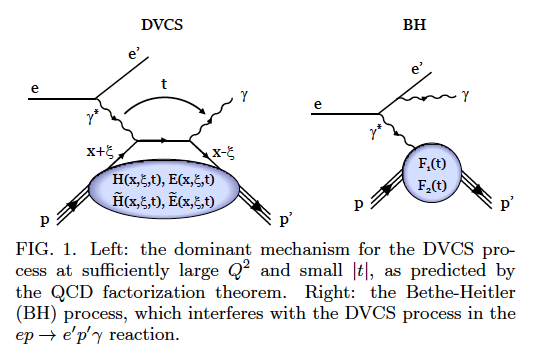 DVCS
BH
e'
e
t
γ
γ*
x+ξ
x-ξ
H(x,ξ,t), E(x,ξ,t)
H̃(x,ξ,t), Ẽ(x,ξ,t)
p
p'
e'
γ
e
γ*
F₁(t)
F₂(t)
p
p'
FIG. 1. Left: the dominant mechanism for the DVCS pro-
cess at sufficiently large Q² and small |t|, as predicted by
the QCD factorization theorem. Right: the Bethe-Heitler
(BH) process, which interferes with the DVCS process in the
ep → e'p'γ reaction.